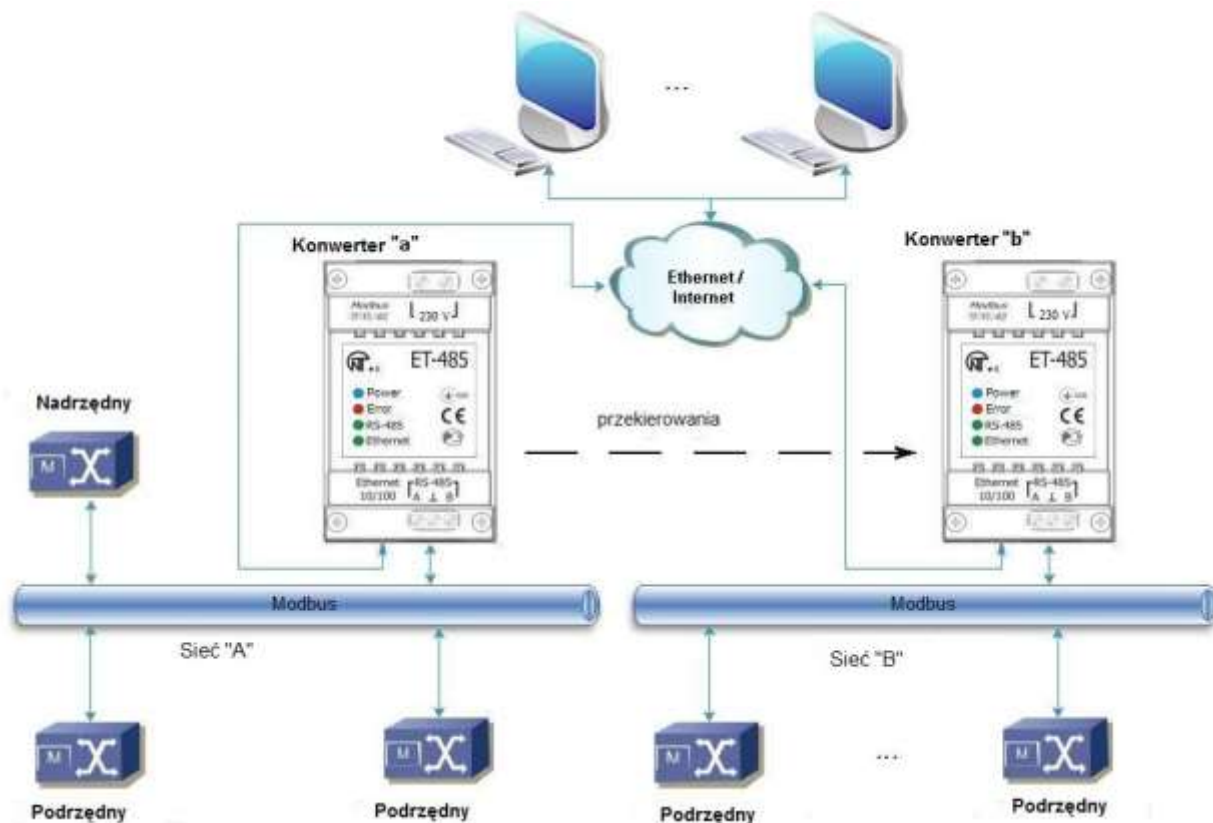 ...
Konwerter "a"
Konwerter "b"
Ethernet /
Internet
Modbus
230 V
ET-485
Power
Error
RS-485
Ethernet
CE
Ethernet
10/100
RS-485
A ⊥ B
Modbus
230 V
ET-485
Power
Error
RS-485
Ethernet
CE
Ethernet
10/100
RS-485
A ⊥ B
przekierowania
Nadrzędny
M
Modbus
Modbus
Sieć "A"
Sieć "B"
M
M
M
...
M
Podrzędny
Podrzędny
Podrzędny
Podrzędny